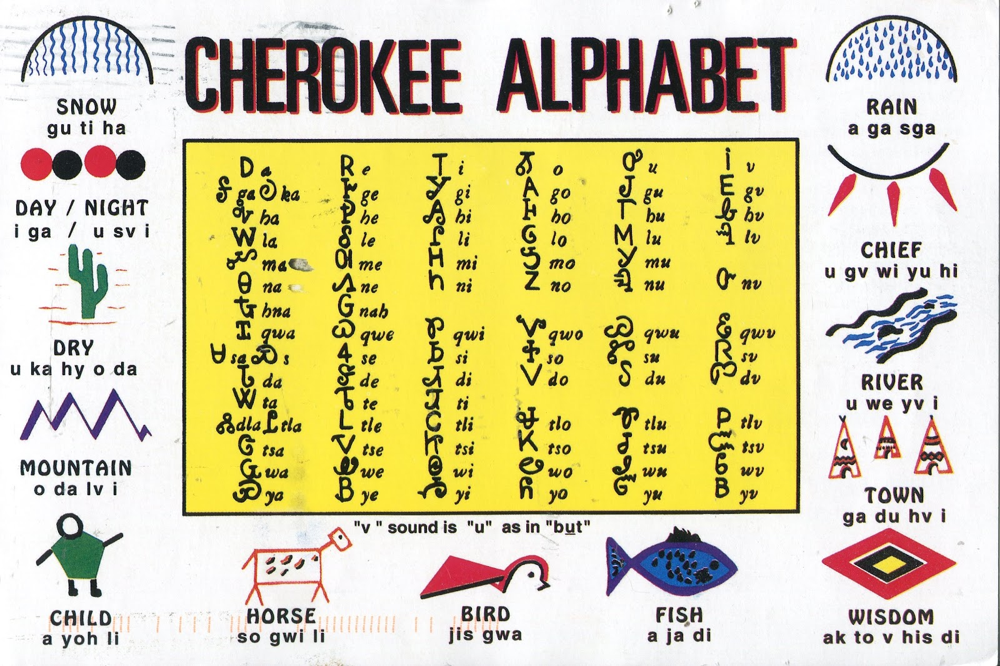 CHEROKEE ALPHABET
SNOW
gu ti ha
DAY / NIGHT
i ga / u sv i
DRY
u ka hy o da
MOUNTAIN
o da lv i
Ꭰ a Ꭱ e Ꭲ i Ꭳ o Ꭴ u Ꭵ v
Ꭶ ga Ꭷ ka Ꭸ ge Ꭹ gi Ꭺ go Ꭻ gu Ꭼ gv
Ꭽ ha Ꭾ he Ꭿ hi Ꮀ ho Ꮁ hu Ꮂ hv
Ꮃ la Ꮄ le Ꮅ li Ꮆ lo Ꮇ lu Ꮈ lv
Ꮉ ma Ꮊ me Ꮋ mi Ꮌ mo Ꮍ mu
Ꮎ na Ꮑ ne Ꮒ ni Ꮓ no Ꮔ nu Ꮕ nv
Ꮏ hna Ꮐ nah
Ꮖ qwa Ꮗ qwe Ꮘ qwi Ꮙ qwo Ꮚ qwu Ꮛ qwv
Ꮜ sa Ꮝ s Ꮞ se Ꮟ si Ꮠ so Ꮡ su Ꮢ sv
Ꮣ da Ꮥ de Ꮧ di Ꮩ do Ꮪ du Ꮫ dv
Ꮤ ta Ꮦ te Ꮨ ti
Ꮬ dla Ꮭ tla Ꮮ tle Ꮯ tli Ꮰ tlo Ꮱ tlu Ꮲ tlv
Ꮳ tsa Ꮴ tse Ꮵ tsi Ꮶ tso Ꮷ tsu Ꮸ tsv
Ꮹ wa Ꮺ we Ꮻ wi Ꮼ wo Ꮽ wu Ꮾ wv
Ꮿ ya Ᏸ ye Ᏹ yi Ᏺ yo Ᏻ yu Ᏼ yv
"v " sound is "u" as in "but"
RAIN
a ga sga
CHIEF
u gv wi yu hi
RIVER
u we yv i
TOWN
ga du hv i
CHILD
a yoh li
HORSE
so gwi li
BIRD
jis gwa
FISH
a ja di
WISDOM
ak to v his di